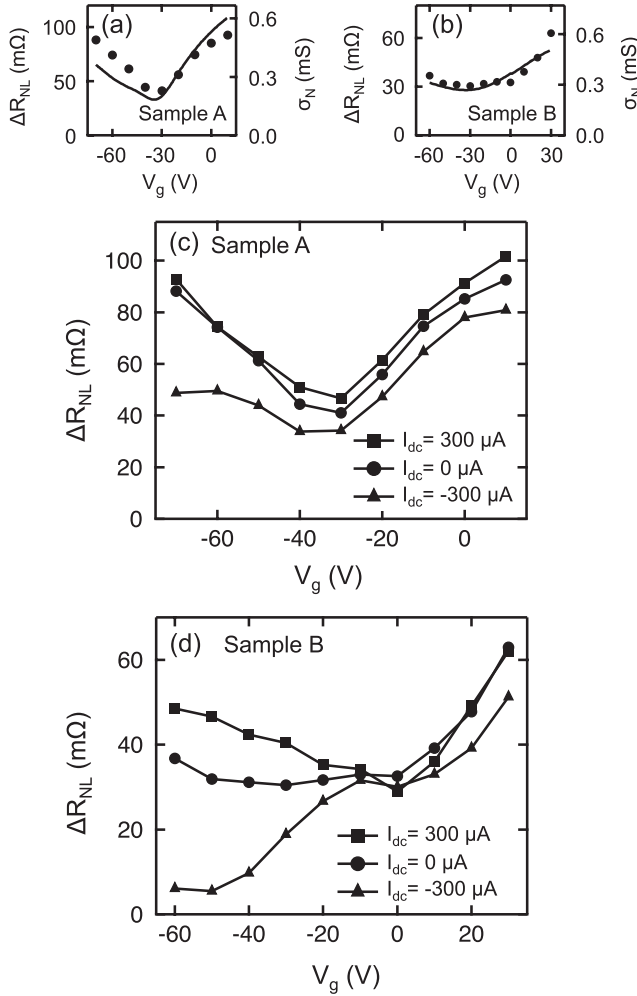 (a)
100
50
0
ΔR_NL (mΩ)
0.6
0.3
0.0
σ_N (mS)
Sample A
-60 -30 0
V_g (V)
(b)
60
30
0
ΔR_NL (mΩ)
0.6
0.3
0.0
σ_N (mS)
Sample B
-60 -30 0 30
V_g (V)
(c) Sample A
100
80
60
40
20
0
ΔR_NL (mΩ)
I_dc= 300 μA
I_dc= 0 μA
I_dc= -300 μA
-60 -40 -20 0
V_g (V)
(d) Sample B
60
40
20
0
ΔR_NL (mΩ)
I_dc= 300 μA
I_dc= 0 μA
I_dc= -300 μA
-60 -40 -20 0 20
V_g (V)